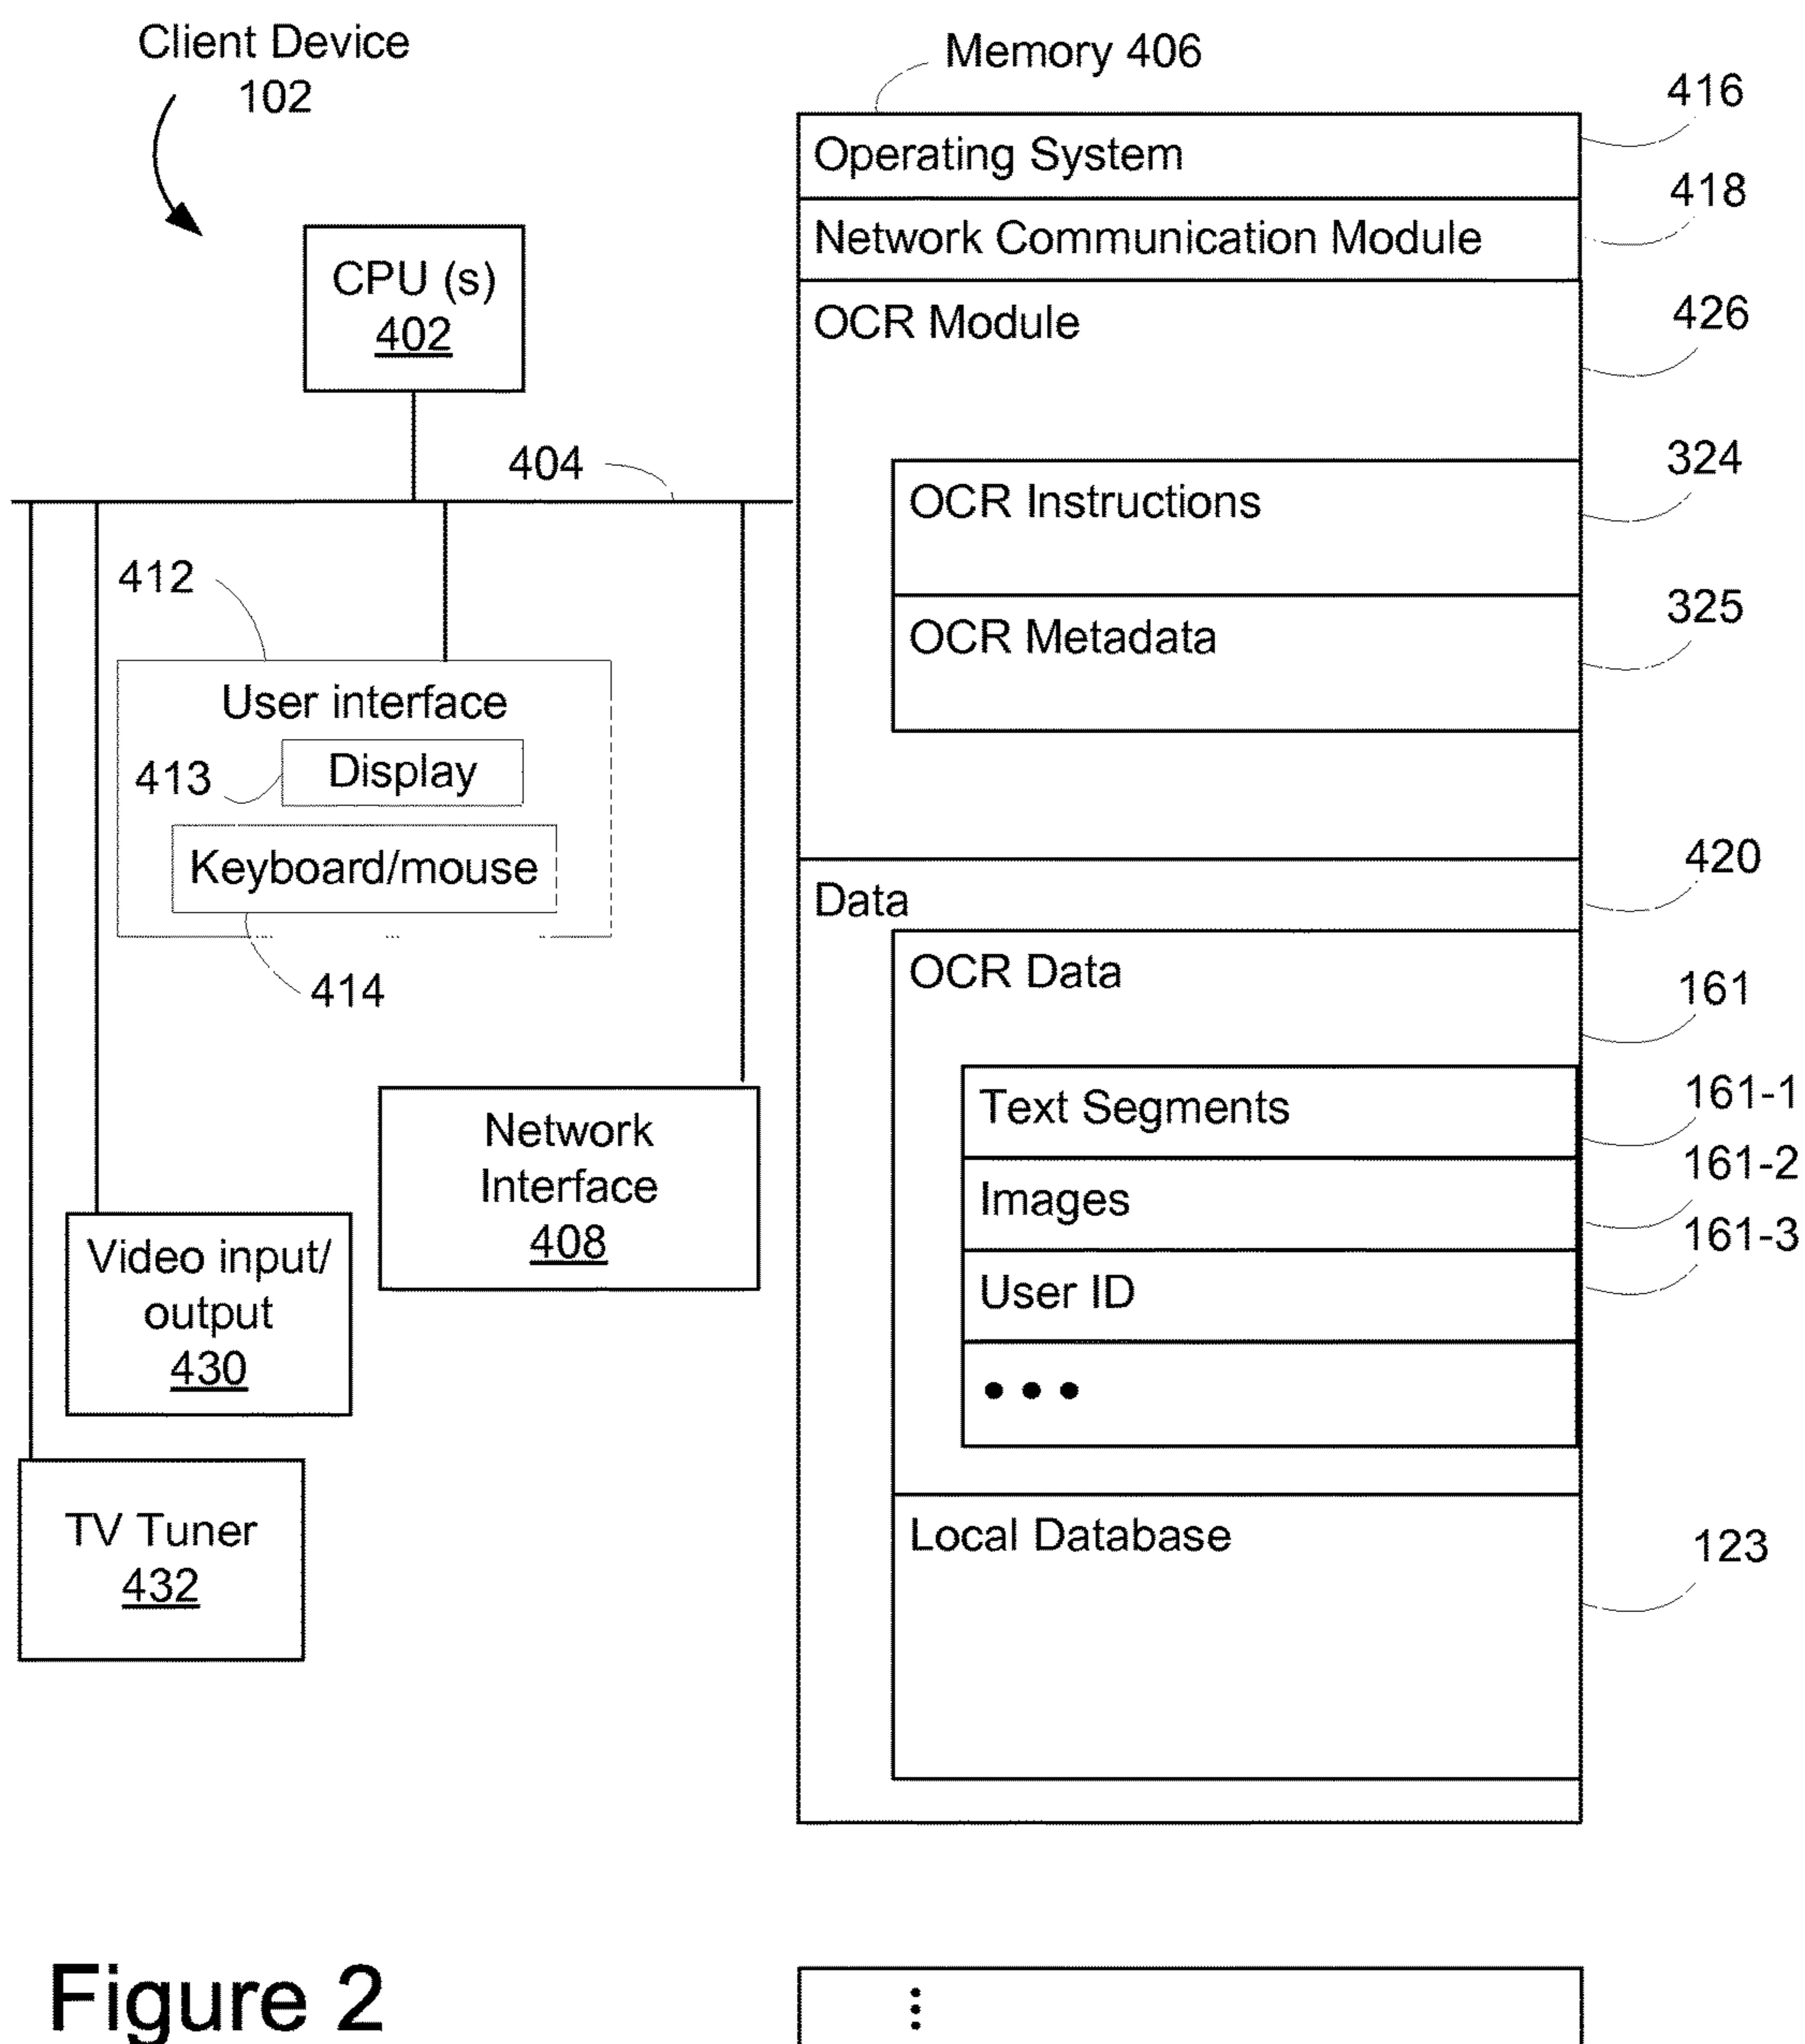 Client Device
102
CPU (s)
402
404
412
User interface
413
Display
Keyboard/mouse
414
Network
Interface
408
Video input/
output
430
TV Tuner
432
Memory 406
Operating System
416
Network Communication Module
418
OCR Module
426
OCR Instructions
324
OCR Metadata
325
Data
420
OCR Data
161
Text Segments
161-1
Images
161-2
User ID
161-3
• • •
Local Database
123
Figure 2